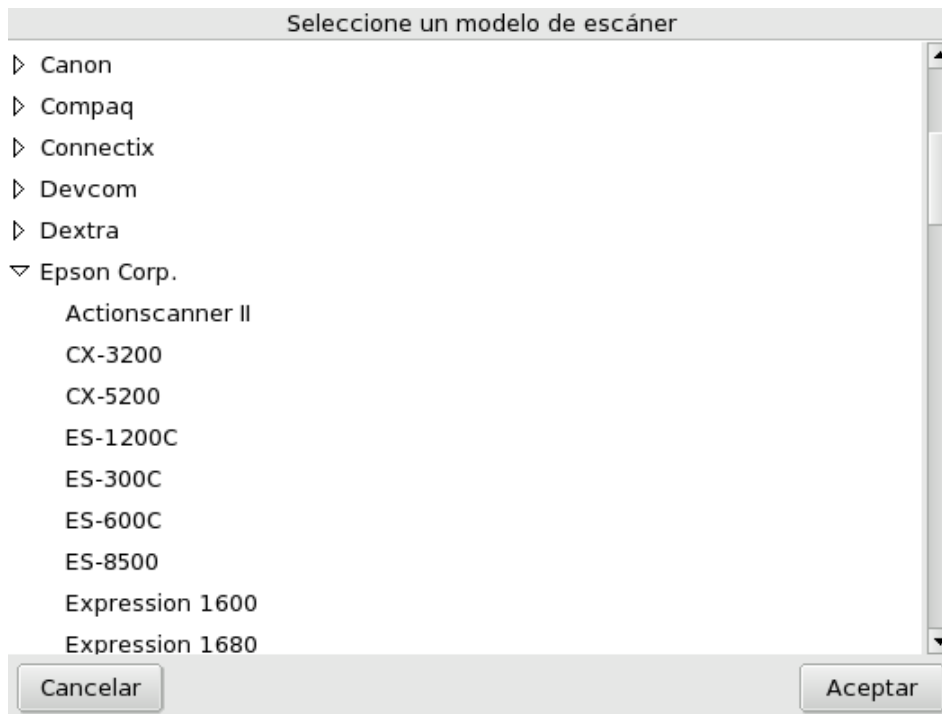 Seleccione un modelo de escáner
Canon
Compaq
Connectix
Devcom
Dextra
Epson Corp.
Actionscanner II
CX-3200
CX-5200
ES-1200C
ES-300C
ES-600C
ES-8500
Expression 1600
Expression 1680
Cancelar Aceptar